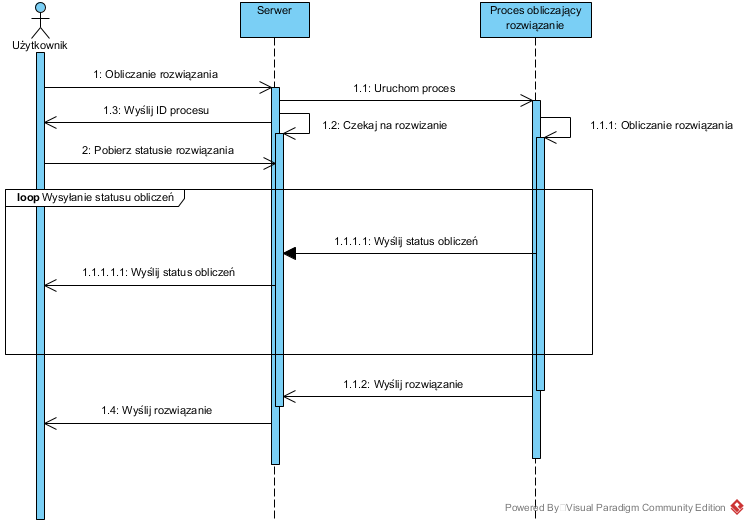 Użytkownik
Serwer
Proces obliczający
rozwiązanie
1: Obliczanie rozwiązania
1.1: Uruchom proces
1.3: Wyślij ID procesu
1.2: Czekaj na rozwizanie
1.1.1: Obliczanie rozwiązania
2: Pobierz statusie rozwiązania
loop Wysyłanie statusu obliczeń
1.1.1.1: Wyślij status obliczeń
1.1.1.1.1: Wyślij status obliczeń
1.1.2: Wyślij rozwiązanie
1.4: Wyślij rozwiązanie
Powered By Visual Paradigm Community Edition